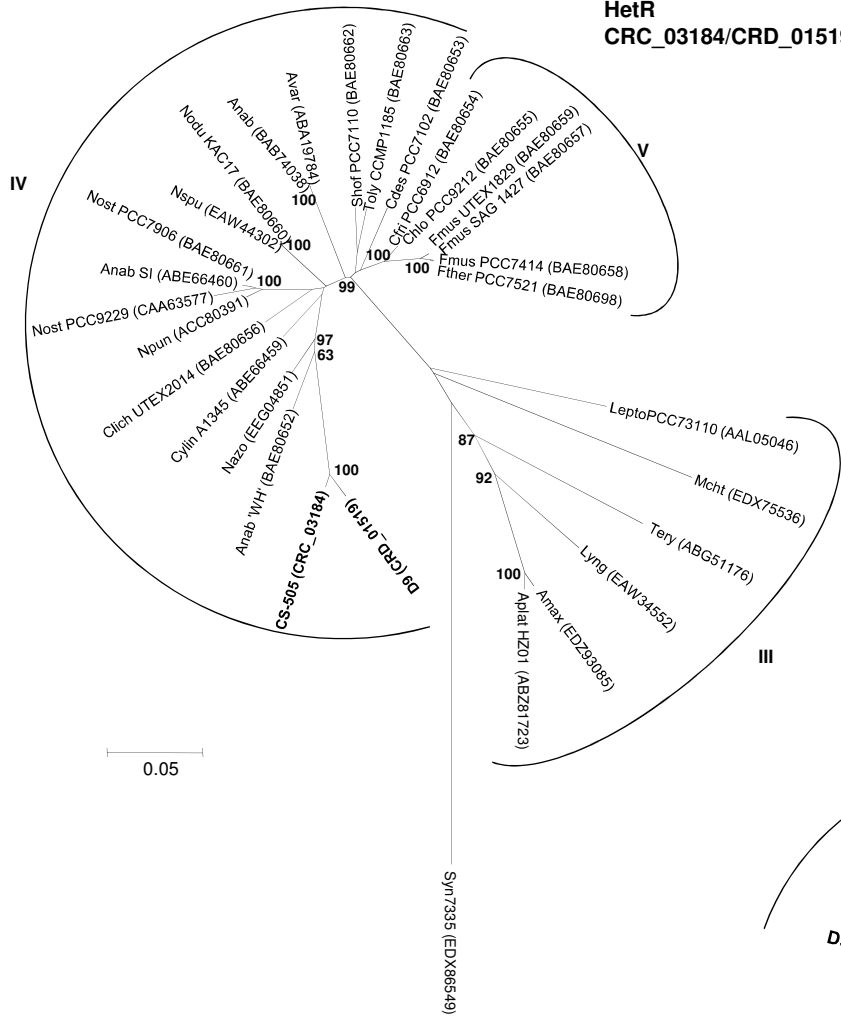 HetR
CRC_03184/CRD_01519
IV
V
III
Nost PCC7906 (BAE80661)
Nspu (EAW44302)
Nodu KAC17 (BAE80660)
Anab (BAB74038)
Avar (ABA19784)
Shof PCC7110 (BAE80662)
Toly CCMP1185 (BAE80663)
Cdes PCC7102 (BAE80653)
Cfri PCC6912 (BAE80654)
Chlo PCC9212 (BAE80655)
Fmus UTEX1829 (BAE80659)
Fmus SAG 1427 (BAE80657)
Fmus PCC7414 (BAE80658)
Fther PCC7521 (BAE80698)
Anab SI (ABE66460)
Nost PCC9229 (CAA63577)
Npun (ACC80391)
Clich UTEX2014 (BAE80656)
Cylin A1345 (ABE66459)
Nazo (EEG04851)
Anab 'WH' (BAE80652)
CS-505 (CRC_03184)
D9 (CRD_01519)
100
100
100
100
100
99
97
63
100
87
92
100
LeptoPCC73110 (AAL05046)
Mcht (EDX75536)
Tery (ABG51176)
Lyng (EAW34552)
Amax (EDZ93085)
Aplat HZ01 (ABZ81723)
Syn7335 (EDX86549)
0.05